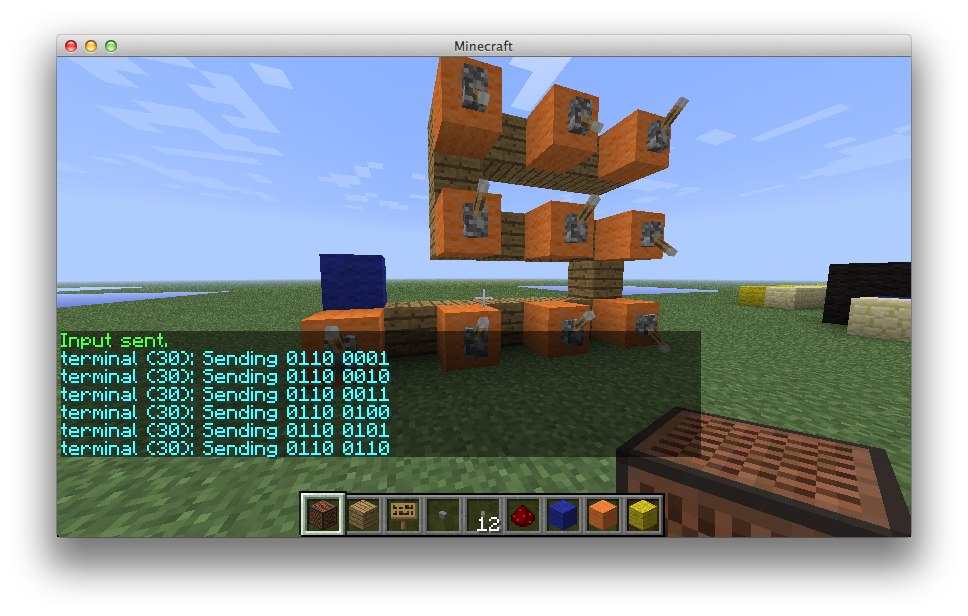 Minecraft
Input sent.
terminal (30): Sending 0110 0001
terminal (30): Sending 0110 0010
terminal (30): Sending 0110 0011
terminal (30): Sending 0110 0100
terminal (30): Sending 0110 0101
terminal (30): Sending 0110 0110
12